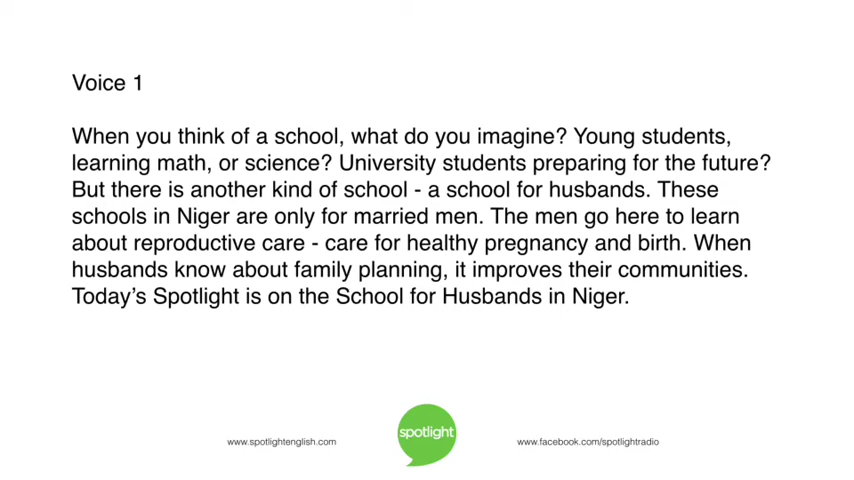 Voice 1
When you think of a school, what do you imagine? Young students,
learning math, or science? University students preparing for the future?
But there is another kind of school - a school for husbands. These
schools in Niger are only for married men. The men go here to learn
about reproductive care - care for healthy pregnancy and birth. When
husbands know about family planning, it improves their communities.
Today’s Spotlight is on the School for Husbands in Niger.
www.spotlightenglish.com
spotlight
www.facebook.com/spotlightradio